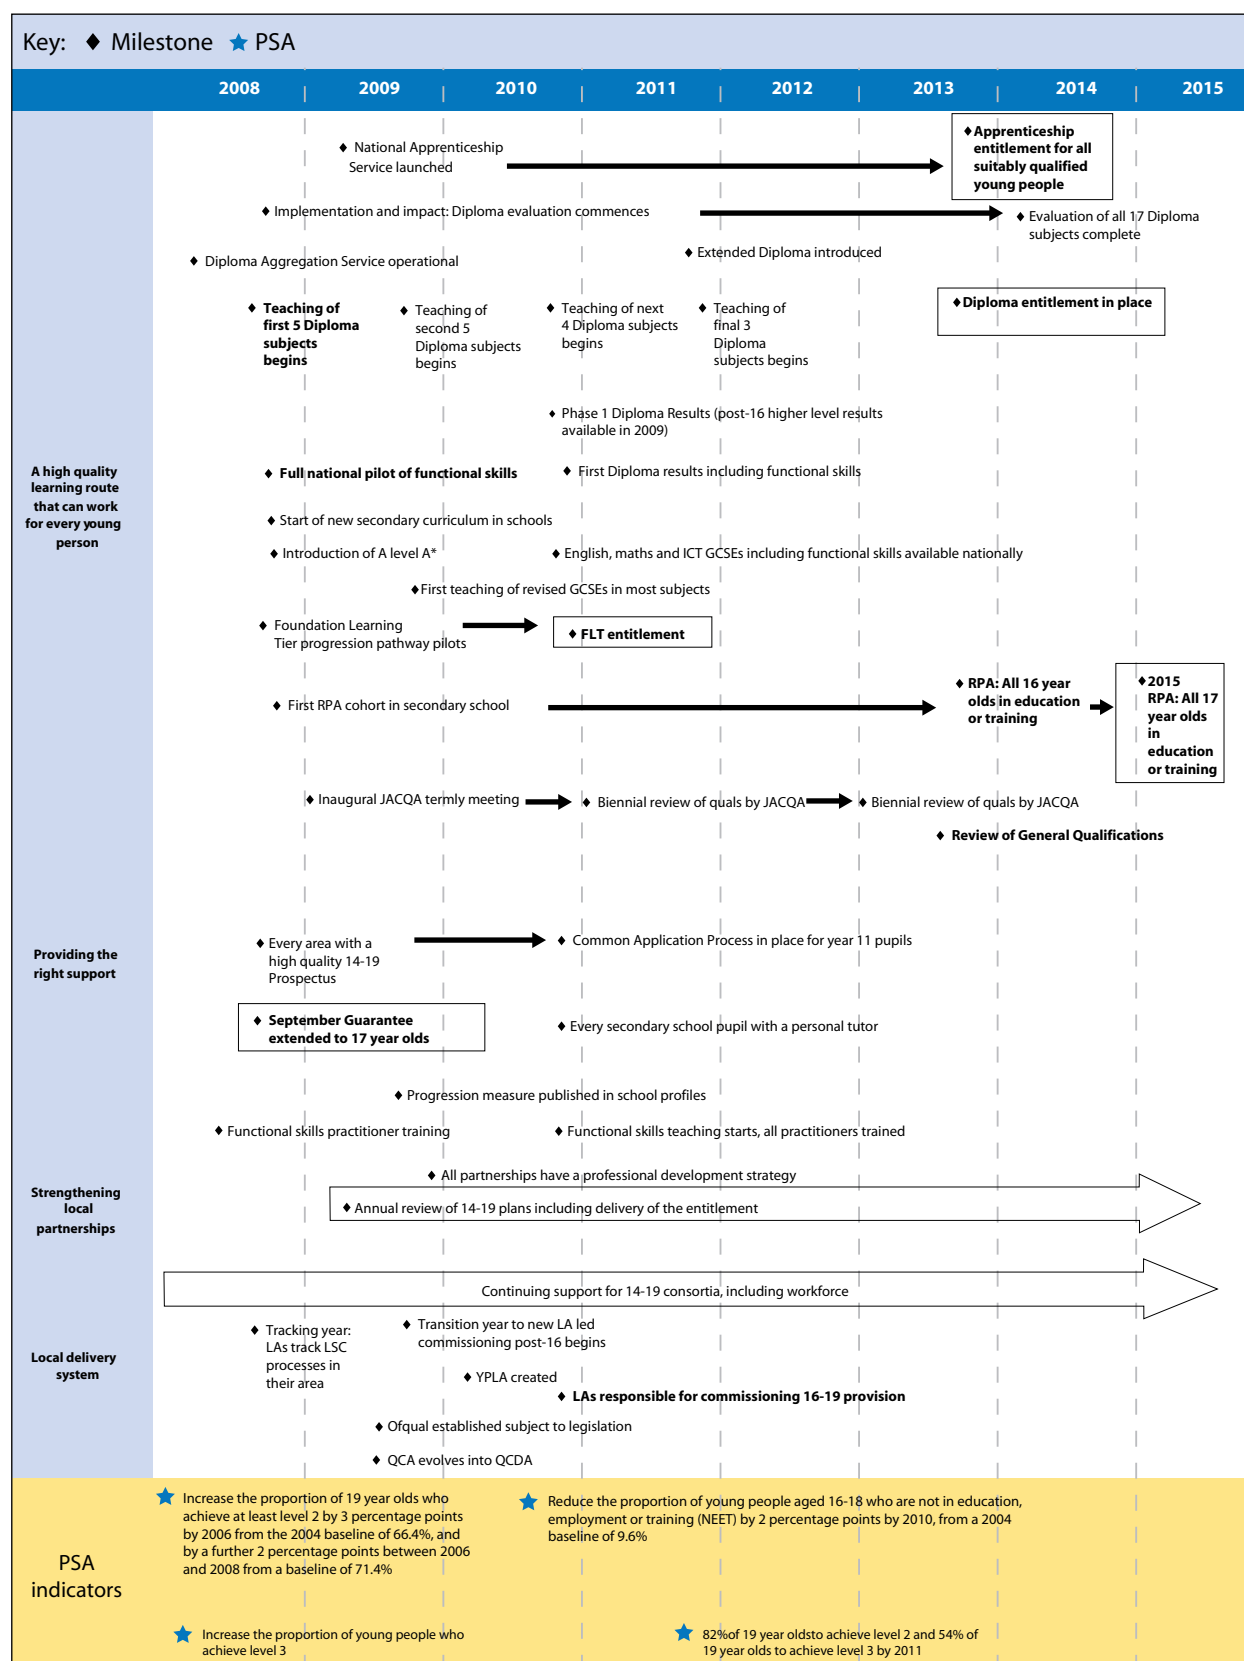 Key: ♦ Milestone ★ PSA
2008 2009 2010 2011 2012 2013 2014 2015
A high quality
learning route
that can work
for every young
person
♦ National Apprenticeship
Service launched
♦ Apprenticeship
entitlement for all
suitably qualified
young people
♦ Implementation and impact: Diploma evaluation commences
♦ Evaluation of all 17 Diploma
subjects complete
♦ Diploma Aggregation Service operational
♦ Extended Diploma introduced
♦ Teaching of
first 5 Diploma
subjects
begins
♦ Teaching of
second 5
Diploma subjects
begins
♦ Teaching of next
4 Diploma subjects
begins
♦ Teaching of
final 3
Diploma
subjects begins
♦ Diploma entitlement in place
♦ Phase 1 Diploma Results (post-16 higher level results
available in 2009)
♦ Full national pilot of functional skills
♦ First Diploma results including functional skills
♦ Start of new secondary curriculum in schools
♦ Introduction of A level A*
♦ English, maths and ICT GCSEs including functional skills available nationally
♦ First teaching of revised GCSEs in most subjects
♦ Foundation Learning
Tier progression pathway pilots
♦ FLT entitlement
♦ First RPA cohort in secondary school
♦ RPA: All 16 year
olds in education
or training
♦ 2015
RPA: All 17
year olds
in
education
or training
♦ Inaugural JACQA termly meeting
♦ Biennial review of quals by JACQA
♦ Biennial review of quals by JACQA
♦ Review of General Qualifications
Providing the
right support
♦ Every area with a
high quality 14-19
Prospectus
♦ Common Application Process in place for year 11 pupils
♦ September Guarantee
extended to 17 year olds
♦ Every secondary school pupil with a personal tutor
♦ Progression measure published in school profiles
♦ Functional skills practitioner training
♦ Functional skills teaching starts, all practitioners trained
Strengthening
local
partnerships
♦ All partnerships have a professional development strategy
♦ Annual review of 14-19 plans including delivery of the entitlement
Continuing support for 14-19 consortia, including workforce
Local delivery
system
♦ Tracking year:
LAs track LSC
processes in
their area
♦ Transition year to new LA led
commissioning post-16 begins
♦ YPLA created
♦ LAs responsible for commissioning 16-19 provision
♦ Ofqual established subject to legislation
♦ QCA evolves into QCDA
PSA
indicators
★ Increase the proportion of 19 year olds who
achieve at least level 2 by 3 percentage points
by 2006 from the 2004 baseline of 66.4%, and
by a further 2 percentage points between 2006
and 2008 from a baseline of 71.4%
★ Reduce the proportion of young people aged 16-18 who are not in education,
employment or training (NEET) by 2 percentage points by 2010, from a 2004
baseline of 9.6%
★ Increase the proportion of young people who
achieve level 3
★ 82%of 19 year oldsto achieve level 2 and 54% of
19 year olds to achieve level 3 by 2011